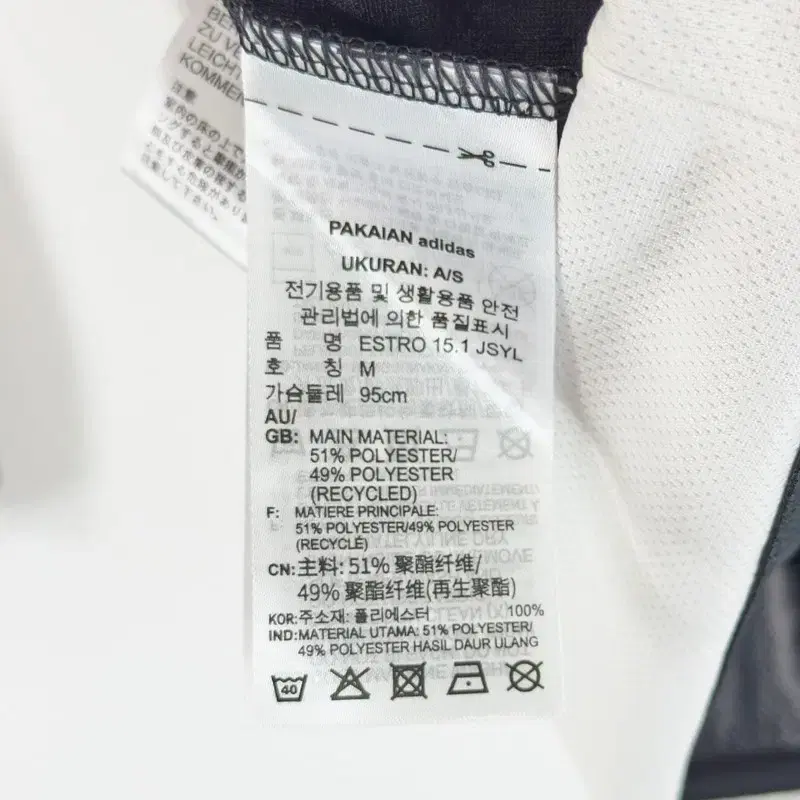 ZU V
LEICHT
KOMMEN
PAKAIAN adidas
UKURAN: A/S
전기용품 및 생활용품 안전
관리법에 의한 품질표시
품 명 ESTRO 15.1 JSYL
호 칭 M
가슴둘레 95cm
AU/
GB: MAIN MATERIAL:
51% POLYESTER/
49% POLYESTER
(RECYCLED)
F: MATIERE PRINCIPALE:
51% POLYESTER/49% POLYESTER
(RECYCLÉ)
CN:主料: 51% 聚酯纤维/
49% 聚酯纤维(再生聚酯)
KOR:주소재: 폴리에스터 100%
IND:MATERIAL UTAMA: 51% POLYESTER/
49% POLYESTER HASIL DAUR ULANG
40